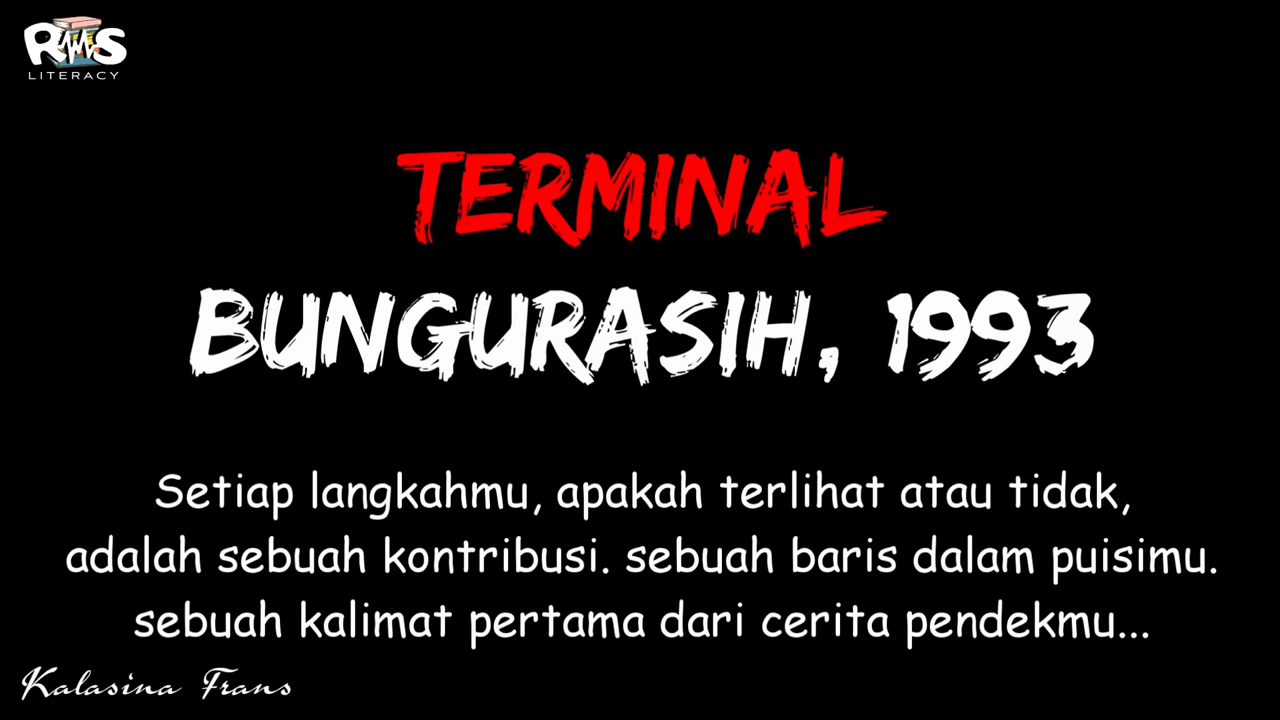 RMS
LITERACY
TERMINAL
BUNGURASIH, 1993
Setiap langkahmu, apakah terlihat atau tidak,
adalah sebuah kontribusi. sebuah baris dalam puisimu.
sebuah kalimat pertama dari cerita pendekmu...
Kalasina Frans